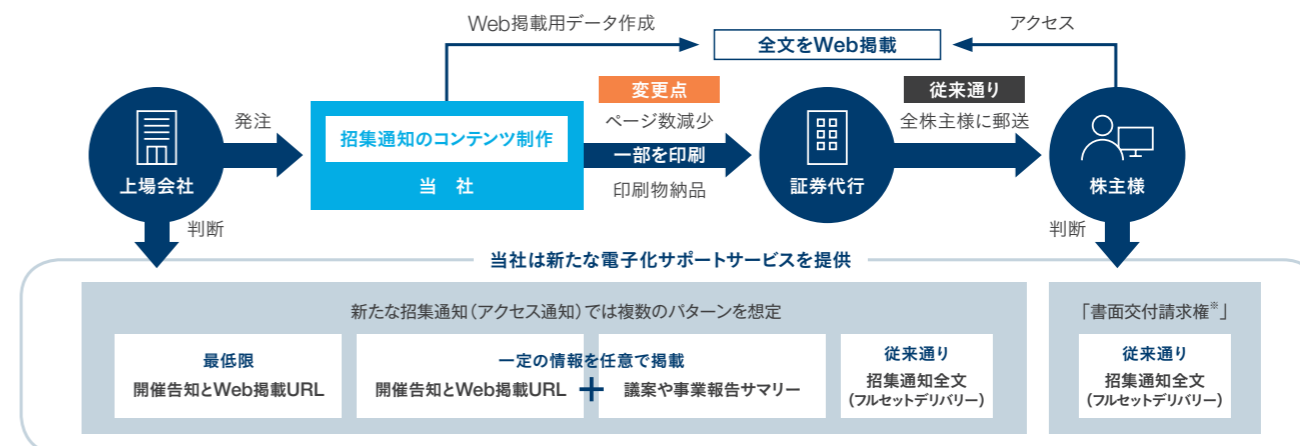 Web掲載用データ作成
全文をWeb掲載
アクセス
発注
招集通知のコンテンツ制作
当 社
変更点
ページ数減少
一部を印刷
印刷物納品
従来通り
全株主様に郵送
上場会社
証券代行
株主様
判断
判断
当社は新たな電子化サポートサービスを提供
新たな招集通知(アクセス通知)では複数のパターンを想定
最低限
開催告知とWeb掲載URL
一定の情報を任意で掲載
開催告知とWeb掲載URL + 議案や事業報告サマリー
従来通り
招集通知全文
(フルセットデリバリー)
「書面交付請求権※」
従来通り
招集通知全文
(フルセットデリバリー)